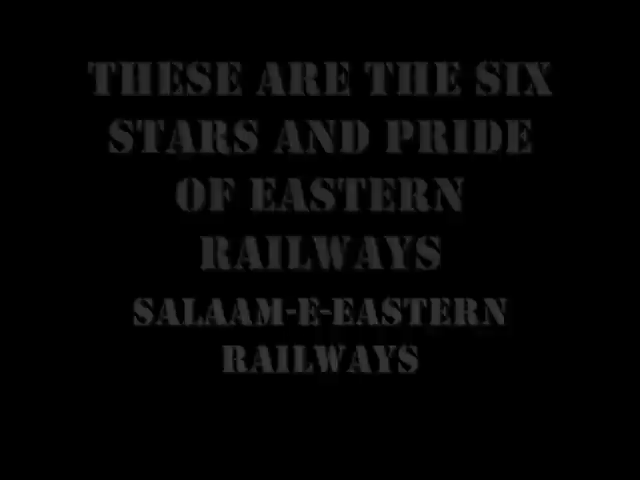 THESE ARE THE SIX
STARS AND PRIDE
OF EASTERN
RAILWAYS
SALAAM-E-EASTERN
RAILWAYS